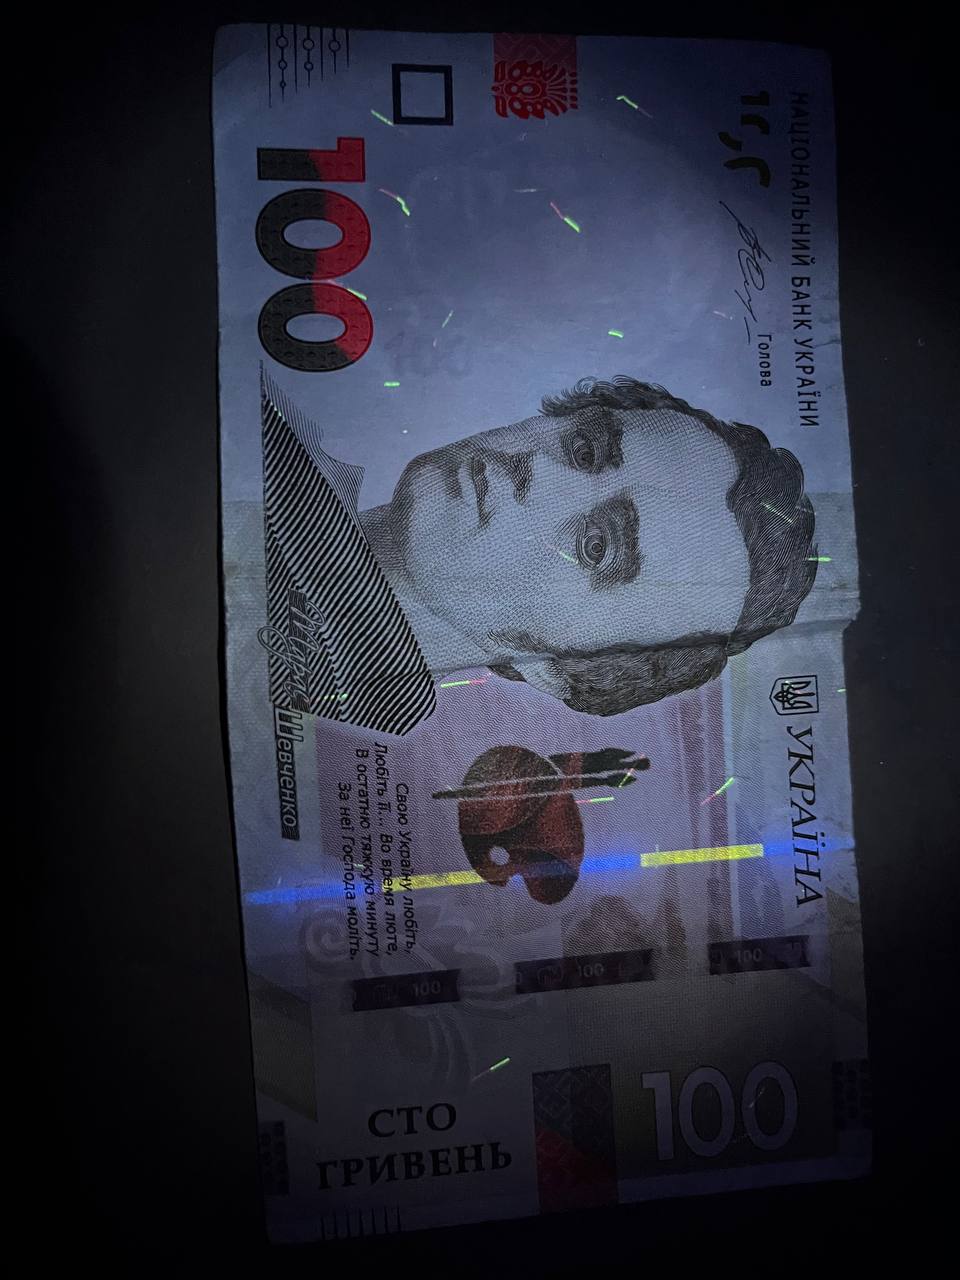 НАЦІОНАЛЬНИЙ БАНК УКРАЇНИ
Голова
УКРАЇНА
100
100
100
100
100
100
Свою Україну любіть,
Любіть її... Во время люте,
В остатню тяжкую минуту
За неї Господа моліть.
Шевченко
СТО
ГРИВЕНЬ
100